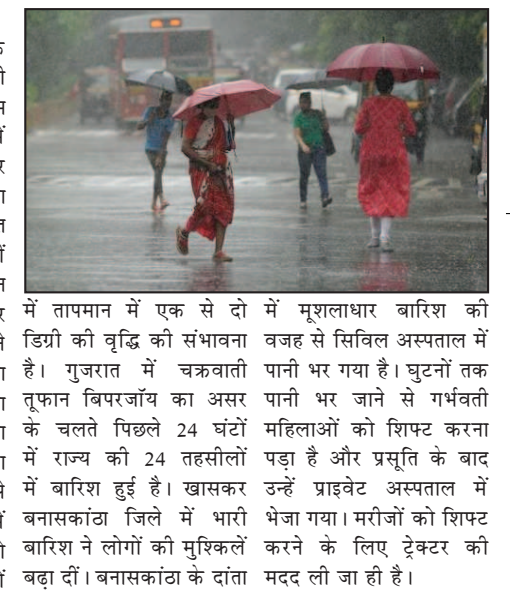 में तापमान में एक से दो
डिग्री की वृद्धि की संभावना
है। गुजरात में चक्रवाती
तूफान बिपरजॉय का असर
के चलते पिछले 24 घंटों
में राज्य की 24 तहसीलों
में बारिश हुई है। खासकर
बनासकांठा जिले में भारी
बारिश ने लोगों की मुश्किलें
बढ़ा दीं। बनासकांठा के दांता
में मूशलाधार बारिश की
वजह से सिविल अस्पताल में
पानी भर गया है। घुटनों तक
पानी भर जाने से गर्भवती
महिलाओं को शिफ्ट करना
पड़ा है और प्रसूति के बाद
उन्हें प्राइवेट अस्पताल में
भेजा गया। मरीजों को शिफ्ट
करने के लिए ट्रेक्टर की
मदद ली जा ही है।